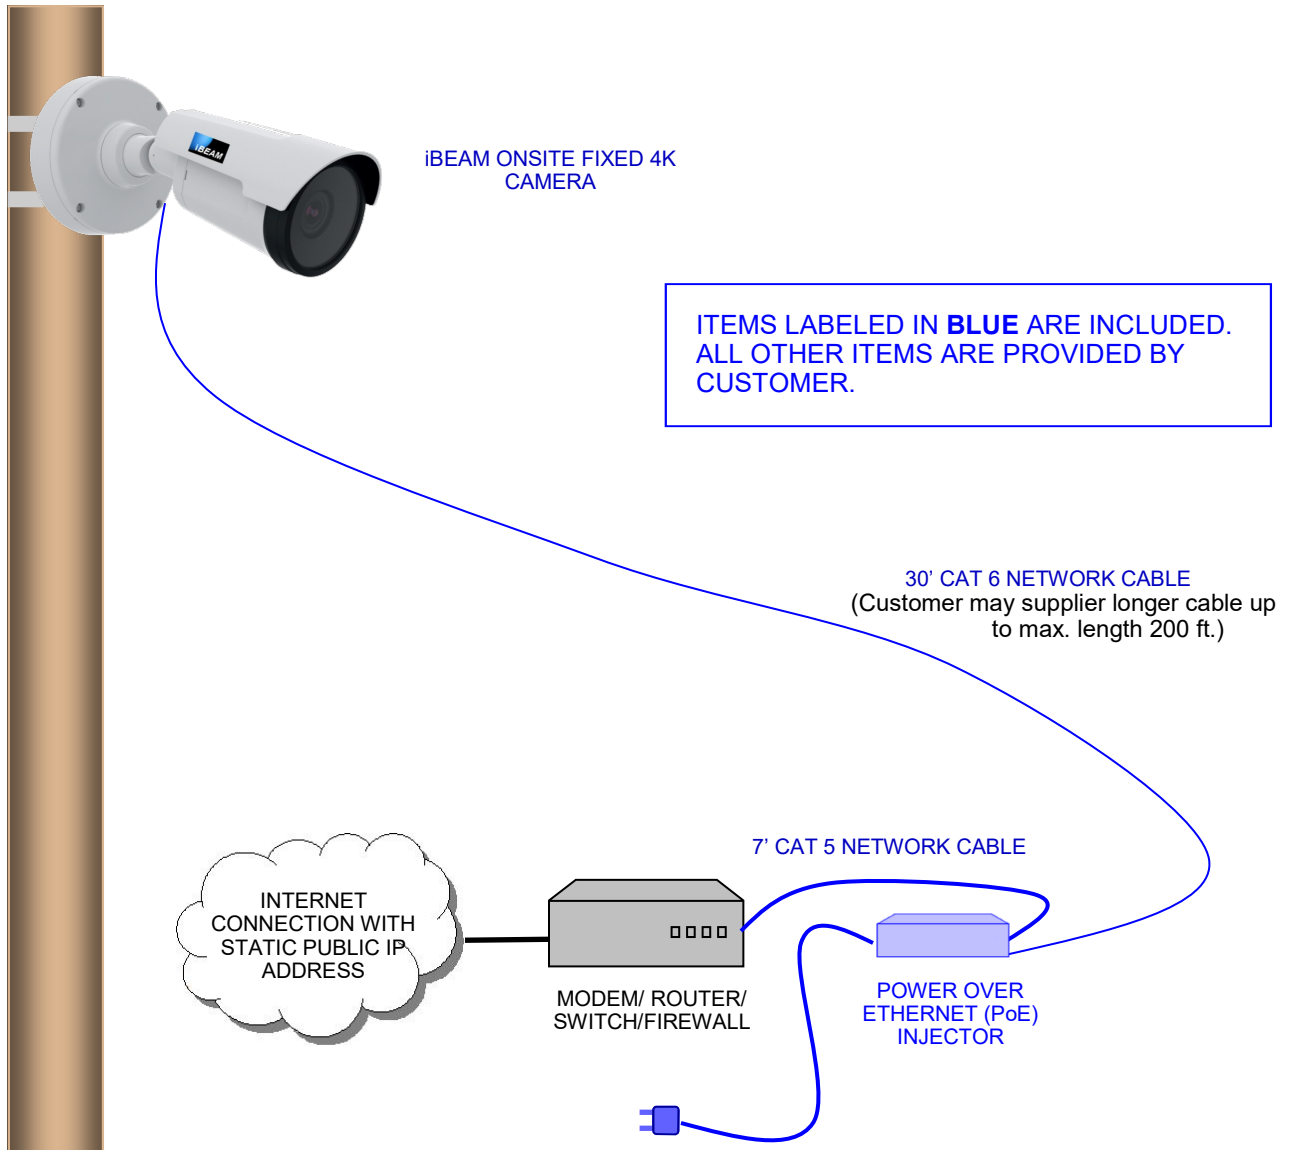 iBEAM
iBEAM ONSITE FIXED 4K
CAMERA
ITEMS LABELED IN BLUE ARE INCLUDED.
ALL OTHER ITEMS ARE PROVIDED BY
CUSTOMER.
30’ CAT 6 NETWORK CABLE
(Customer may supplier longer cable up
to max. length 200 ft.)
7’ CAT 5 NETWORK CABLE
INTERNET
CONNECTION WITH
STATIC PUBLIC IP
ADDRESS
MODEM/ ROUTER/
SWITCH/FIREWALL
POWER OVER
ETHERNET (PoE)
INJECTOR